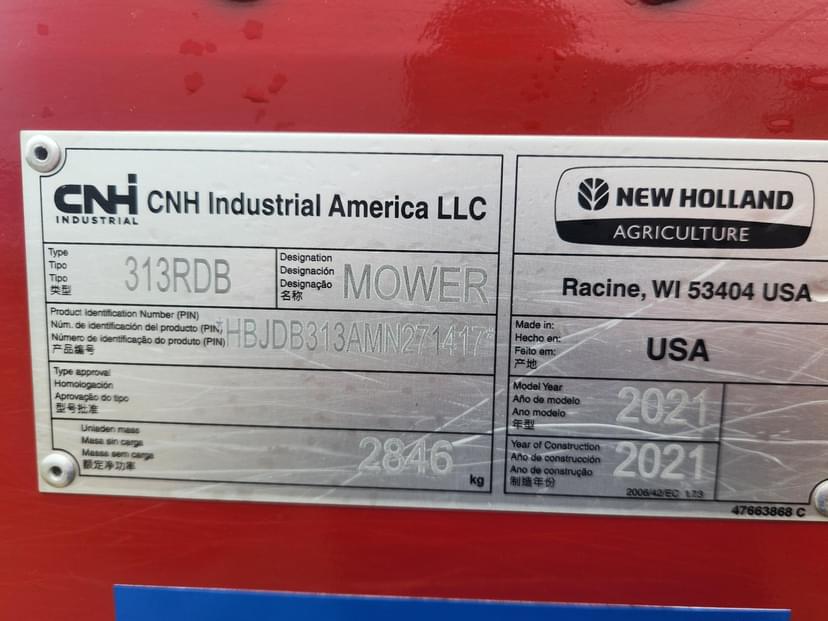 CNHi INDUSTRIAL CNH Industrial America LLC
Type
Tipo
Tipo
类型
313RDB
Designation
Designación
Designação
名称
MOWER
Product Identification Number (PIN)
Núm. de identificación del producto (PIN)
Número de identificação do produto (PIN)
产品编号
*HBJDB313AMN271417*
Type approval
Homologación
Aprovação do tipo
型号批准
Unladen mass
Masa sin carga
Massa sem carga
额定净功率
2846
kg
NEW HOLLAND
AGRICULTURE
Racine, WI 53404 USA
Made in:
Hecho en:
Feito em:
产地
USA
Model Year
Año de modelo
Ano modelo
年型
2021
Year of Construction
Año de construcción
Ano de construção
制造年份
2021
2006/42/EC 1.7.3
47663868 C